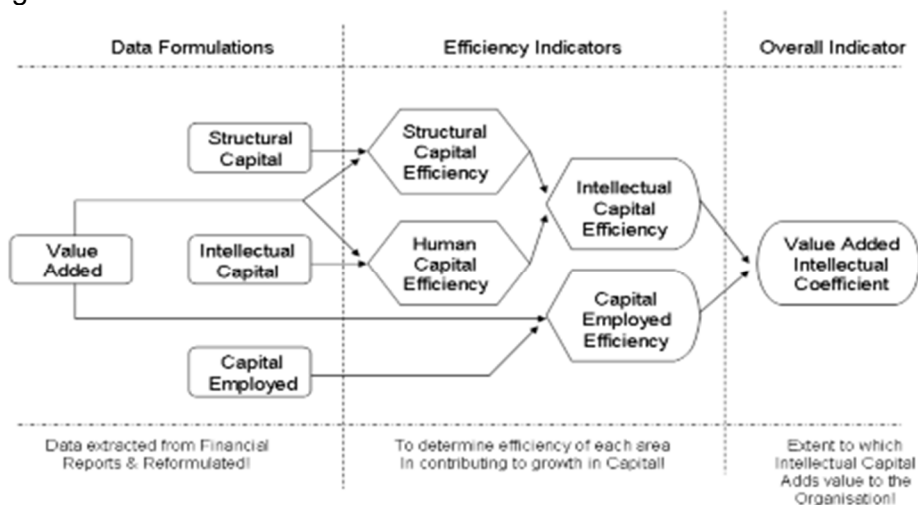 Data Formulations
Efficiency Indicators
Overall Indicator
Structural
Capital
Structural
Capital
Efficiency
Intellectual
Capital
Efficiency
Value
Added
Intellectual
Capital
Human
Capital
Efficiency
Value Added
Intellectual
Coefficient
Capital
Employed
Efficiency
Capital
Employed
Data extracted from Financial
Reports & Reformulated!
To determine efficiency of each area
In contributing to growth in Capital!
Extent to which
Intellectual Capital
Adds value to the
Organisation!